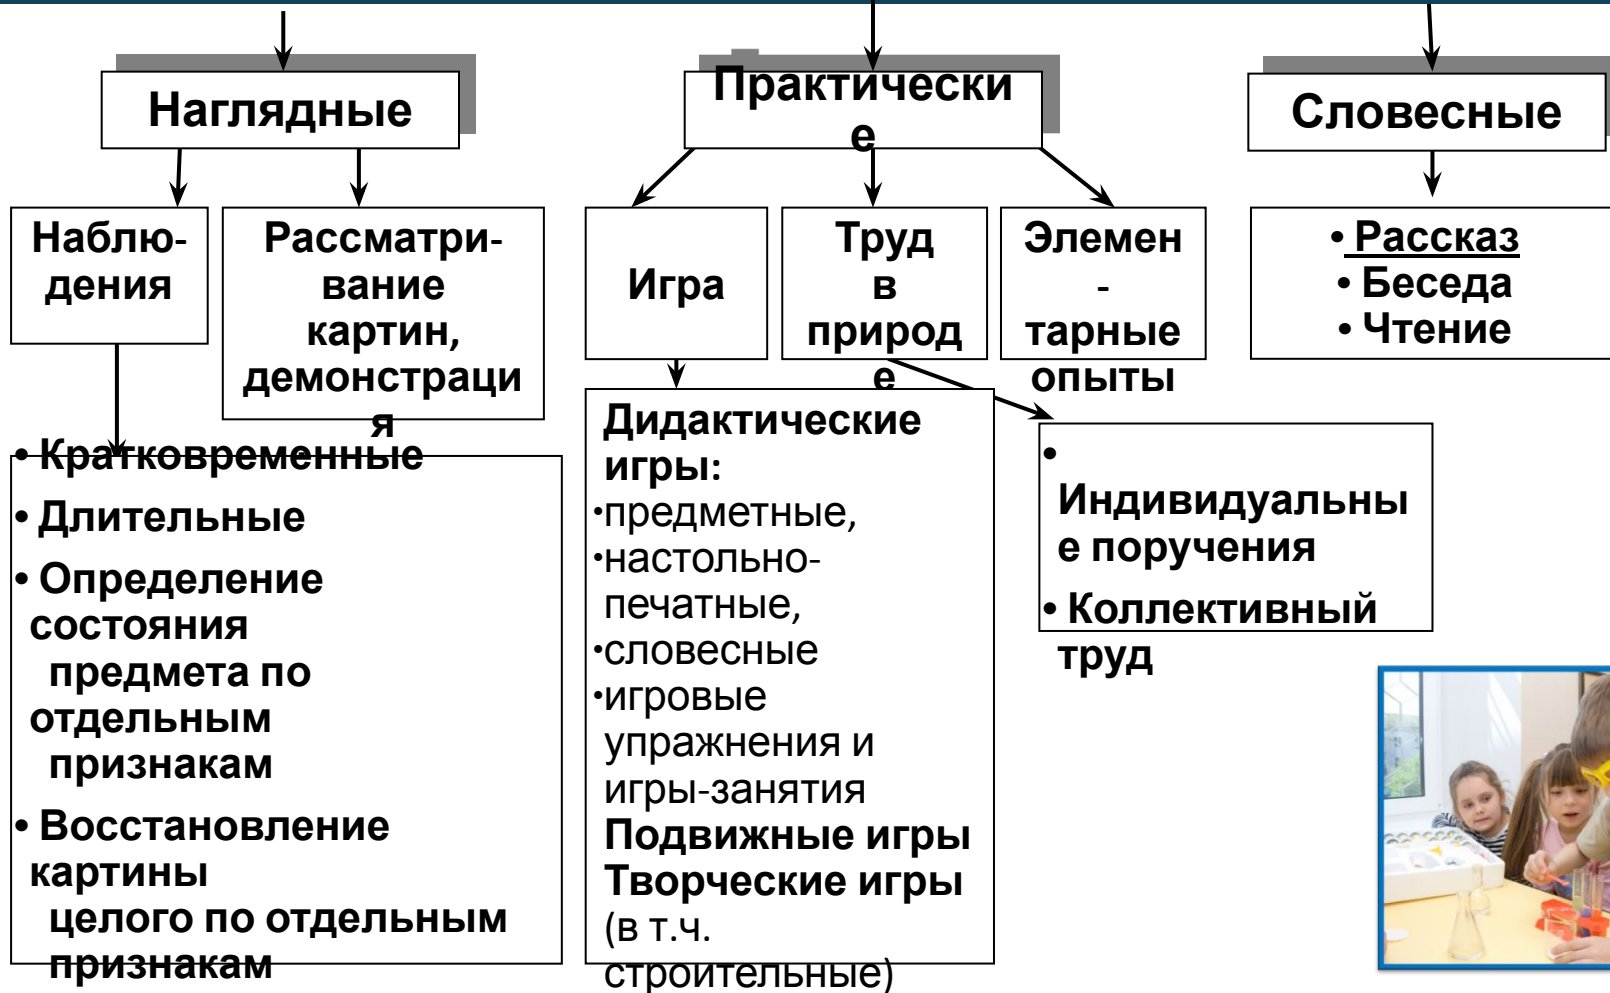 Наглядные
Практически
е
Словесные
Наблю-
дения
Рассматри-
вание
картин,
демонстраци
я
Игра
Труд
в
природ
е
Элемен
-
тарные
опыты
• Рассказ
• Беседа
• Чтение
• Кратковременные
• Длительные
• Определение
состояния
предмета по
отдельным
признакам
• Восстановление
картины
целого по отдельным
признакам
Дидактические
игры:
•предметные,
•настольно-
печатные,
•словесные
•игровые
упражнения и
игры-занятия
Подвижные игры
Творческие игры
(в т.ч.
строительные)
•
Индивидуальны
е поручения
• Коллективный
труд